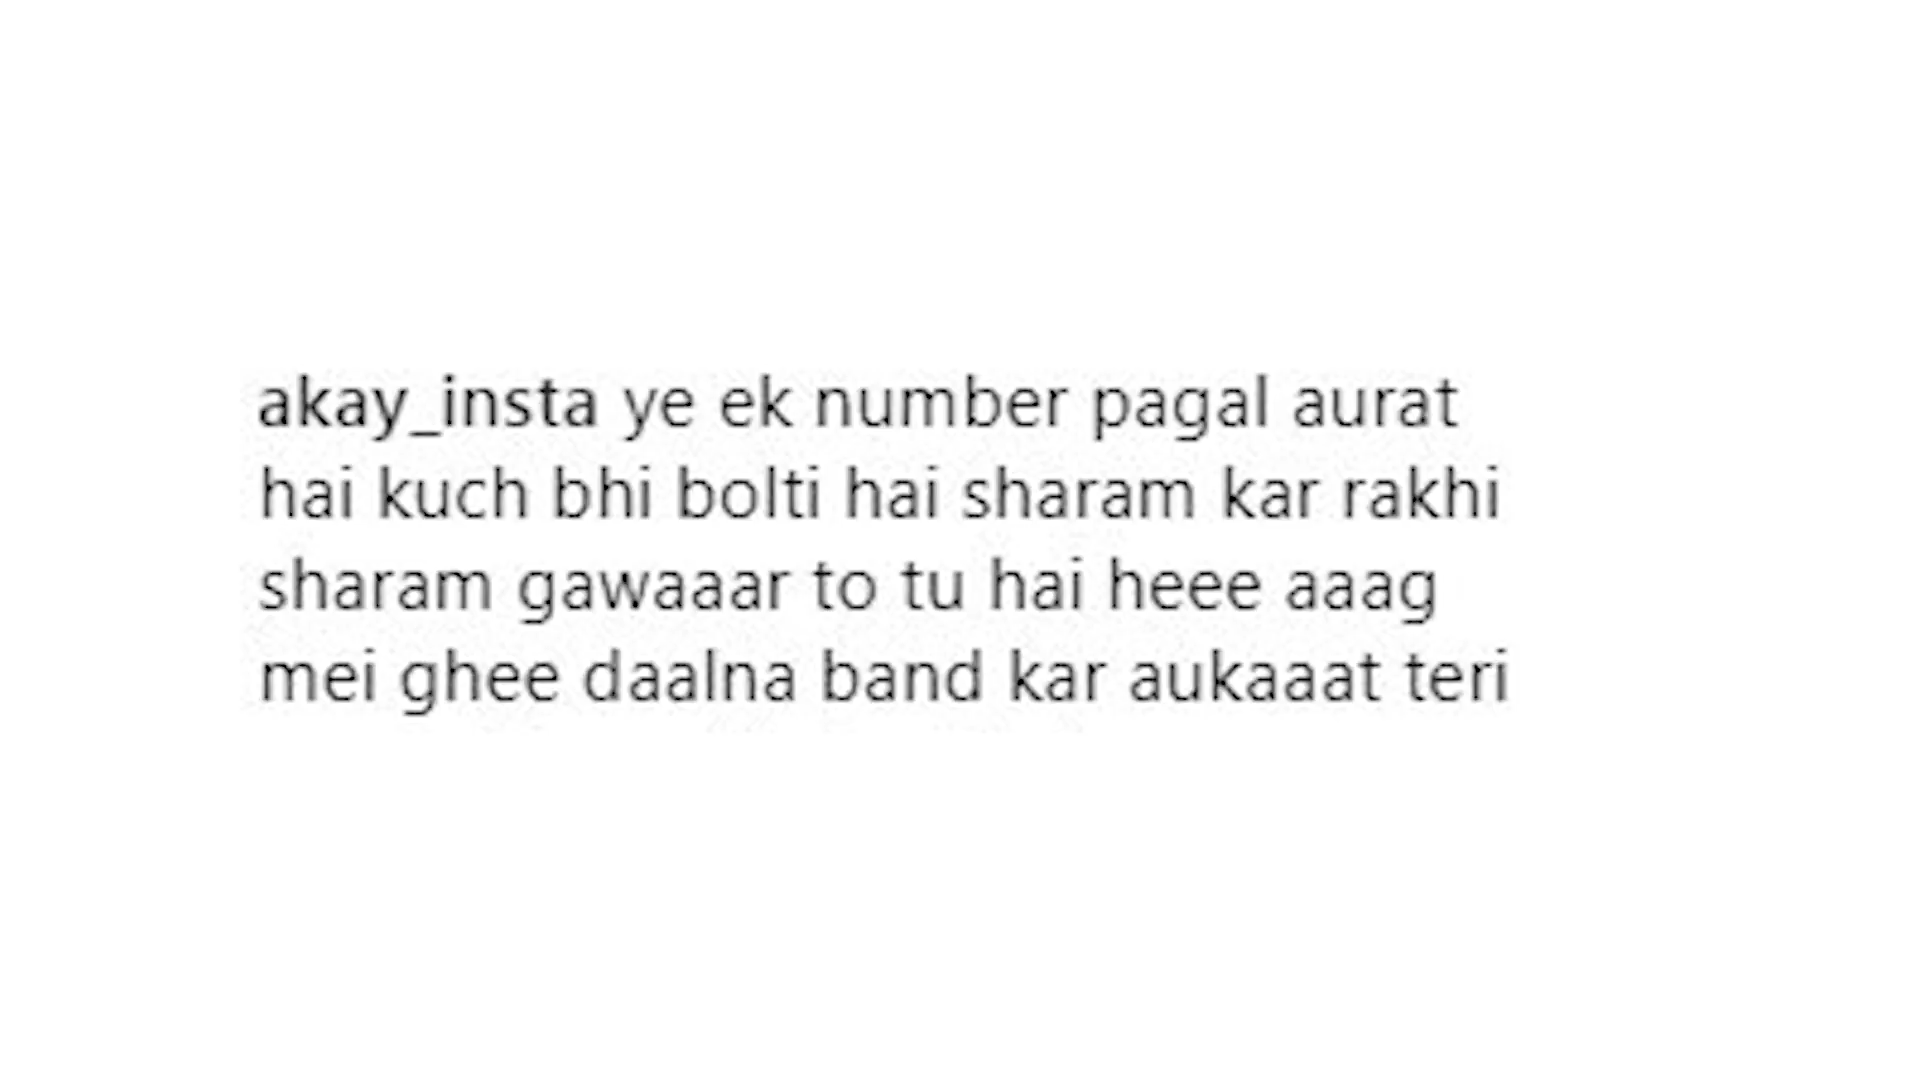 akay_insta ye ek number pagal aurat
hai kuch bhi bolti hai sharam kar rakhi
sharam gawaaar to tu hai heee aaag
mei ghee daalna band kar aukaaat teri